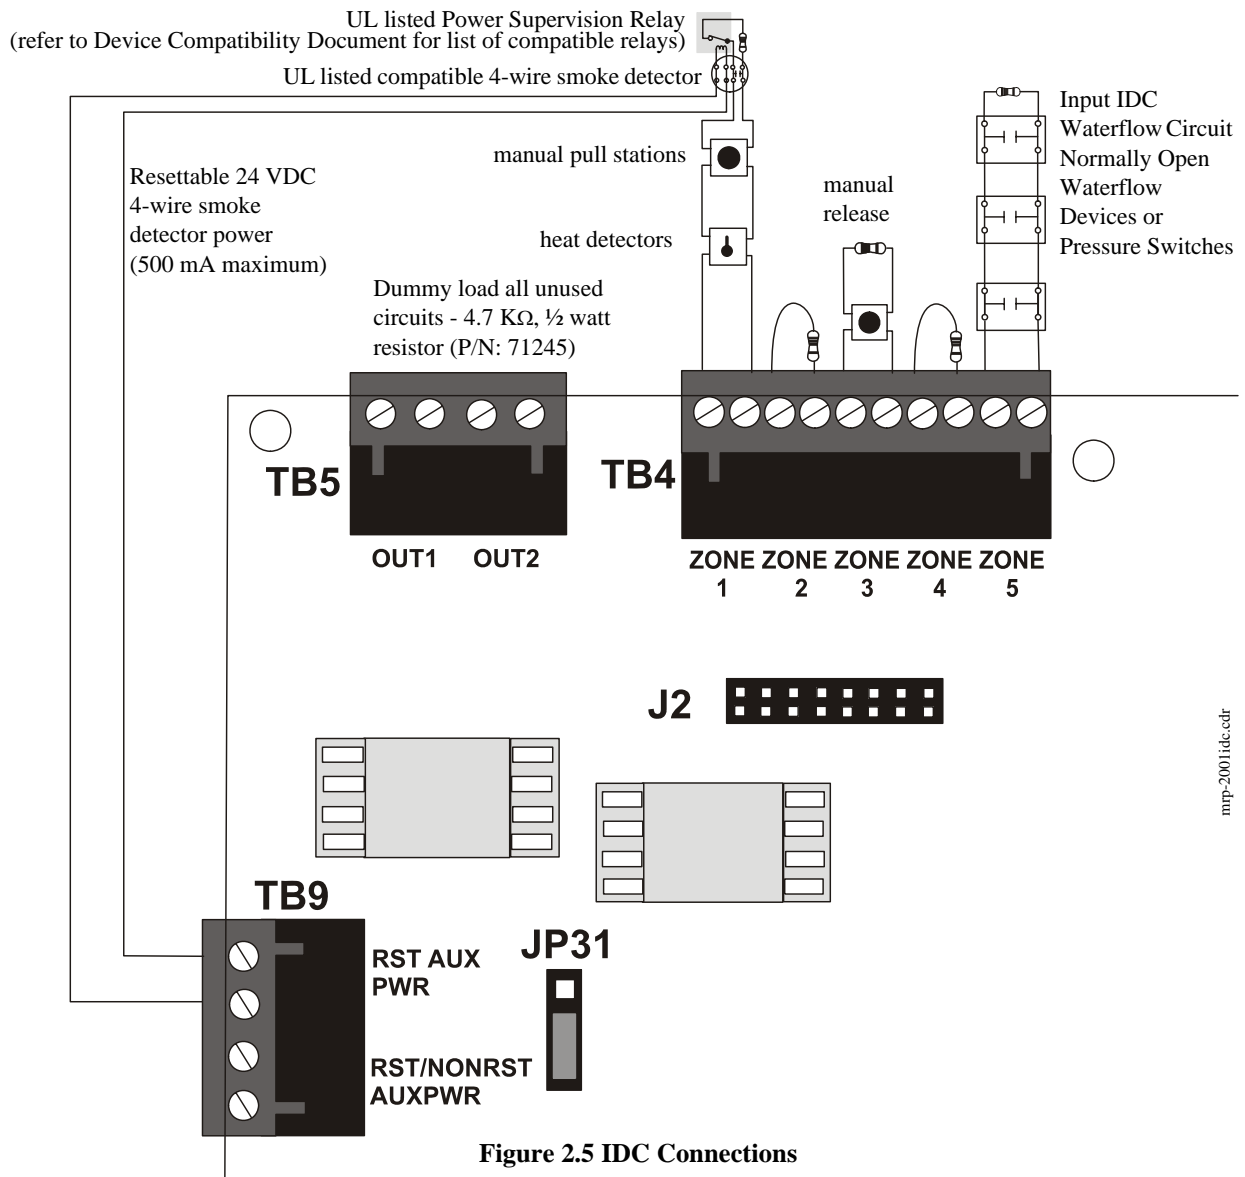 UL listed Power Supervision Relay
(refer to Device Compatibility Document for list of compatible relays)
UL listed compatible 4-wire smoke detector
Input IDC
Waterflow Circuit
Normally Open
Waterflow
Devices or
Pressure Switches
manual pull stations
Resettable 24 VDC
4-wire smoke
detector power
(500 mA maximum)
manual
release
heat detectors
Dummy load all unused
circuits - 4.7 KΩ, ½ watt
resistor (P/N: 71245)
TB5
TB4
OUT1 OUT2
ZONE ZONE ZONE ZONE ZONE
1 2 3 4 5
J2
mrp-2001idc.cdr
TB9
JP31
RST AUX
PWR
RST/NONRST
AUXPWR
Figure 2.5 IDC Connections